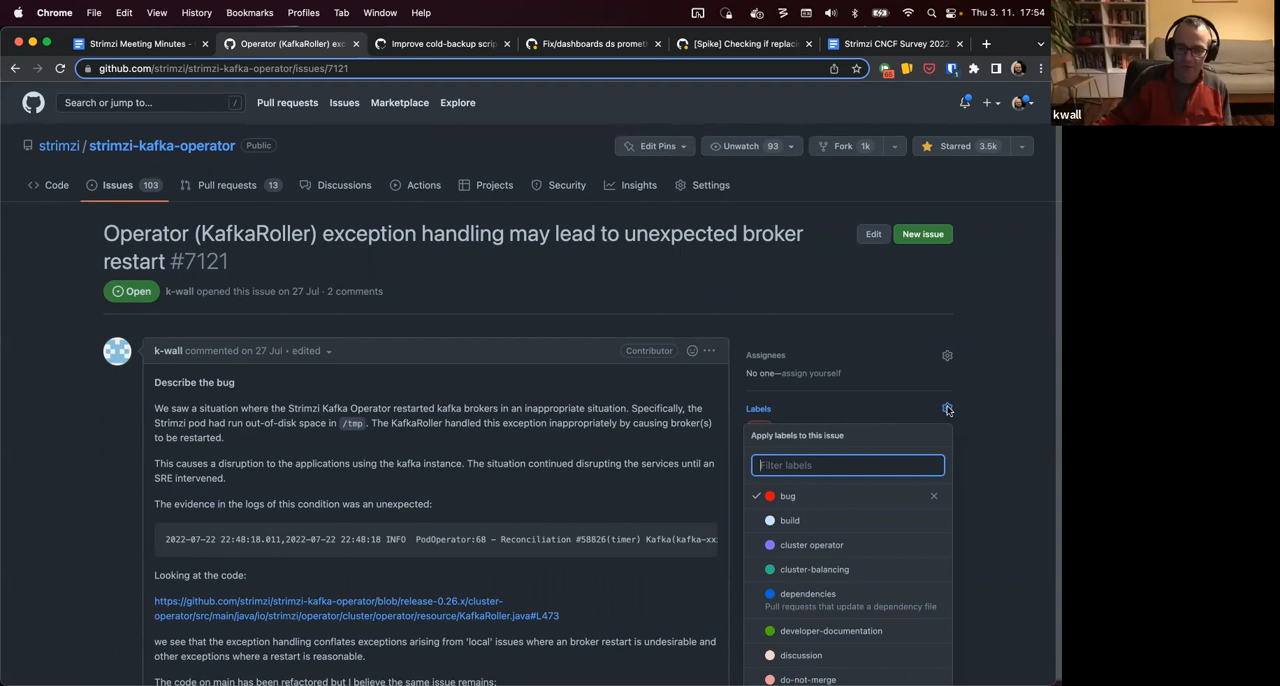 Chrome File Edit View History Bookmarks Profiles Tab Window Help Thu 3. 11. 17:54
Strimzi Meeting Minutes - Operator (KafkaRoller) exc Improve cold-backup scrip Fix/dashboards ds prometh [Spike] Checking if replac Strimzi CNCF Survey 2022
github.com/strimzi/strimzi-kafka-operator/issues/7121
Search or jump to... / Pull requests Issues Marketplace Explore
kwall
strimzi / strimzi-kafka-operator Public Edit Pins Unwatch 93 Fork 1k Starred 3.5k
Code Issues 103 Pull requests 13 Discussions Actions Projects Security Insights Settings
Operator (KafkaRoller) exception handling may lead to unexpected broker
restart #7121
Edit New issue
Open k-wall opened this issue on 27 Jul · 2 comments
k-wall commented on 27 Jul • edited Contributor
Describe the bug
We saw a situation where the Strimzi Kafka Operator restarted kafka brokers in an inappropriate situation. Specifically, the
Strimzi pod had run out-of-disk space in /tmp. The KafkaRoller handled this exception inappropriately by causing broker(s)
to be restarted.
This causes a disruption to the applications using the kafka instance. The situation continued disrupting the services until an
SRE intervened.
The evidence in the logs of this condition was an unexpected:
2022-07-22 22:48:18.011,2022-07-22 22:48:18 INFO PodOperator:68 - Reconciliation #58826(timer) Kafka(kafka-xx
Looking at the code:
https://github.com/strimzi/strimzi-kafka-operator/blob/release-0.26.x/cluster-
operator/src/main/java/io/strimzi/operator/cluster/operator/resource/KafkaRoller.java#L473
we see that the exception handling conflates exceptions arising from 'local' issues where an broker restart is undesirable and
other exceptions where a restart is reasonable.
The code on main has been refactored but I believe the same issue remains:
Assignees
No one—assign yourself
Labels
Apply labels to this issue
Filter labels
bug
build
cluster operator
cluster-balancing
dependencies
Pull requests that update a dependency file
developer-documentation
discussion
do-not-merge